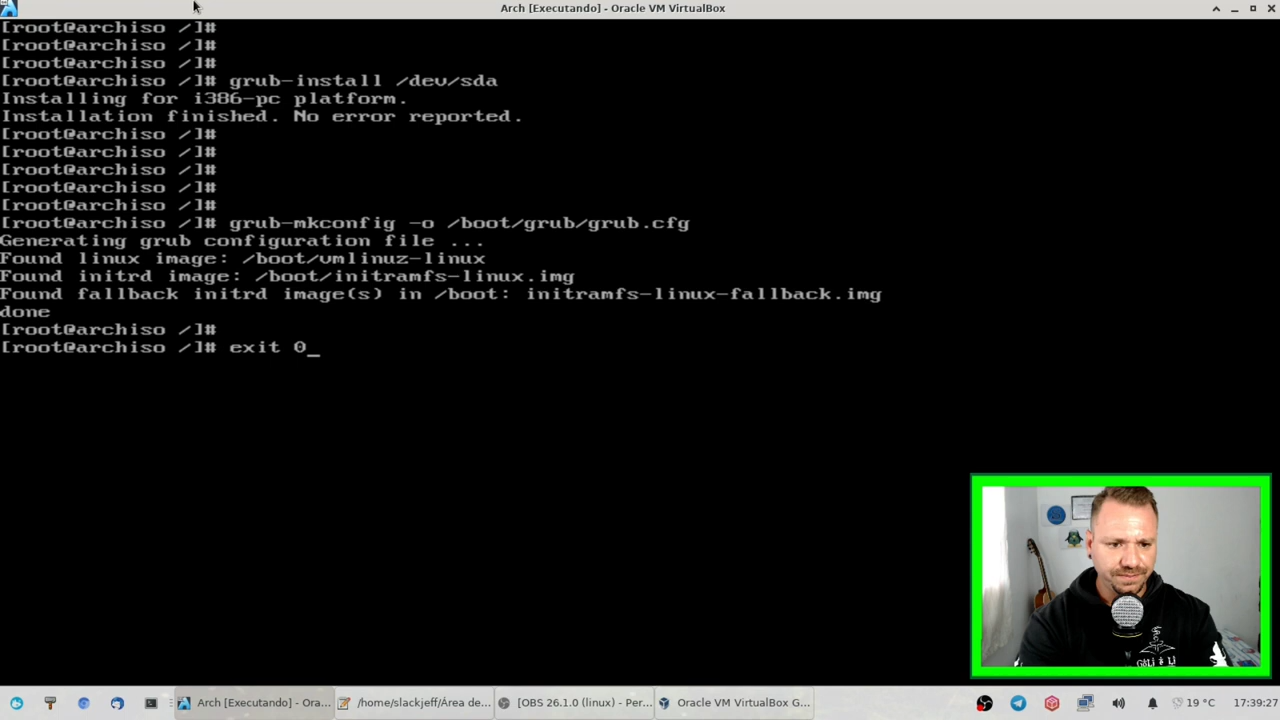 Arch [Executando] - Oracle VM VirtualBox
[root@archiso /]#
[root@archiso /]#
[root@archiso /]#
[root@archiso /]# grub-install /dev/sda
Installing for i386-pc platform.
Installation finished. No error reported.
[root@archiso /]#
[root@archiso /]#
[root@archiso /]#
[root@archiso /]#
[root@archiso /]#
[root@archiso /]# grub-mkconfig -o /boot/grub/grub.cfg
Generating grub configuration file ...
Found linux image: /boot/vmlinuz-linux
Found initrd image: /boot/initramfs-linux.img
Found fallback initrd image(s) in /boot: initramfs-linux-fallback.img
done
[root@archiso /]#
[root@archiso /]# exit 0_
Arch [Executando] - Ora... /home/slackjeff/Área de... [OBS 26.1.0 (linux) - Per... Oracle VM VirtualBox G... 19 °C 17:39:27